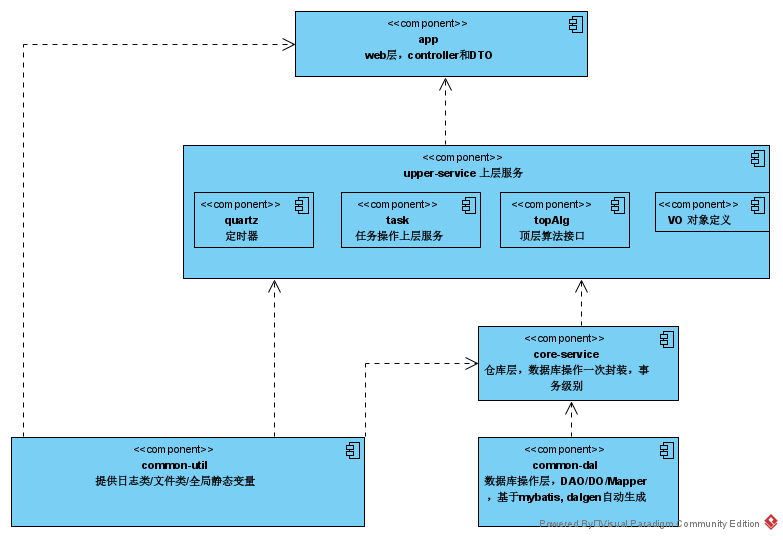 <<component>>
app
web层，controller和DTO
<<component>>
upper-service 上层服务
<<component>>
quartz
定时器
<<component>>
task
任务操作上层服务
<<component>>
topAlg
顶层算法接口
<<component>>
VO 对象定义
<<component>>
core-service
仓库层，数据库操作一次封装，事
务级别
<<component>>
common-util
提供日志类/文件类/全局静态变量
<<component>>
common-dal
数据库操作层，DAO/DO/Mapper
，基于mybatis, dalgen自动生成
Powered By Visual Paradigm Community Edition